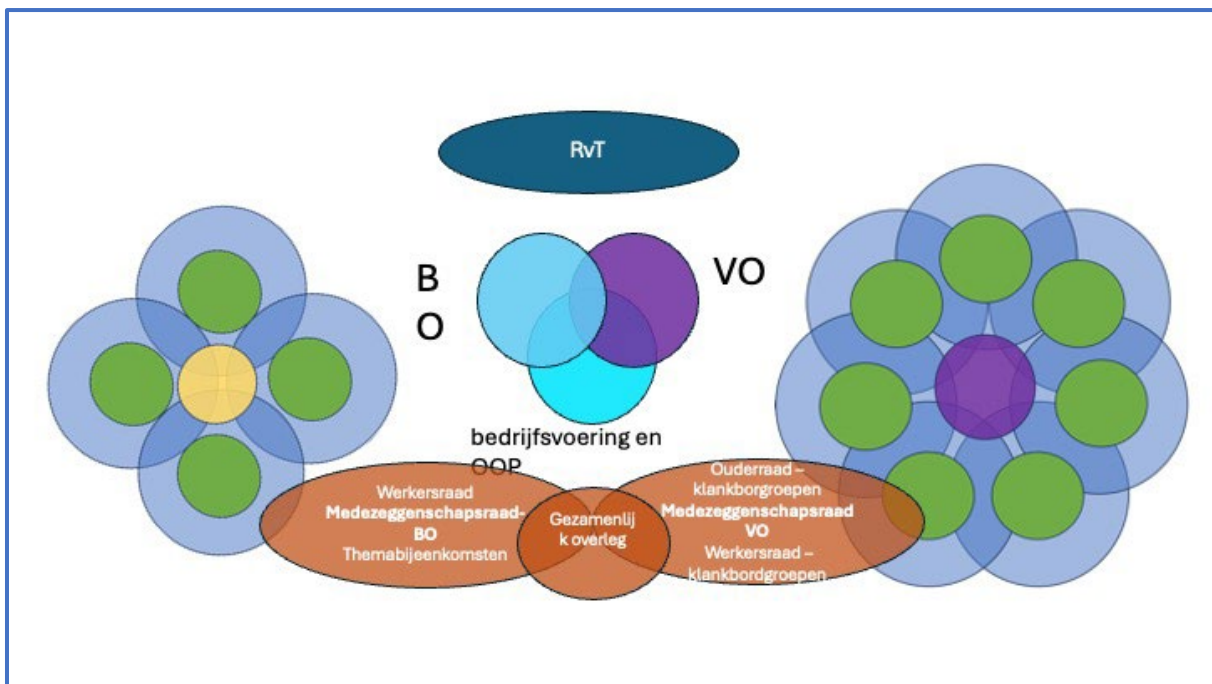 RvT
B
O
VO
bedrijfsvoering en
OOP
Werkersraad
Medezeggenschapsraad-
BO
Themabijeenkomsten
Gezamenlij
k overleg
Ouderraad –
klankborgroepen
Medezeggenschapsraad
VO
Werkersraad –
klankbordgroepen